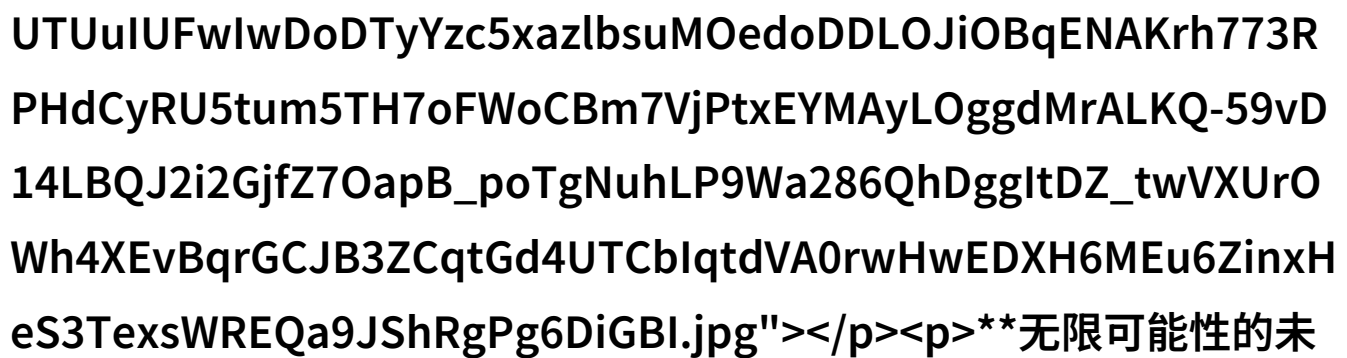 UTUuIUFwIwDoDTyYzc5xazlbsuMOedoDDLOJiOBqENAKrh773R
PHdCyRU5tum5TH7oFWoCBm7VjPtxEYMAyLOggdMrALKQ-59vD
14LBQJ2i2GjfZ7OapB_poTgNuhLP9Wa286QhDggItDZ_twVXUrO
Wh4XEvBqrGCJB3ZCqtGd4UTCbIqtdVA0rwHwEDXH6MEu6ZinxH
eS3TexsWREQa9JShRgPg6DiGBI.jpg"></p><p>**无限可能性的未